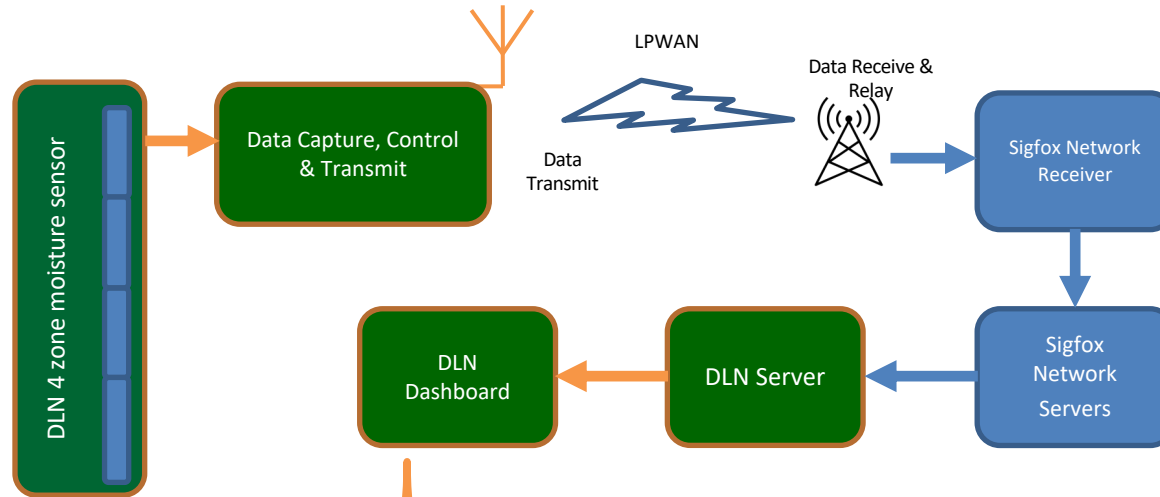 DLN 4 zone moisture sensor
Data Capture, Control
& Transmit
LPWAN
Data
Transmit
Data Receive &
Relay
Sigfox Network
Receiver
Sigfox
Network
Servers
DLN Server
DLN
Dashboard